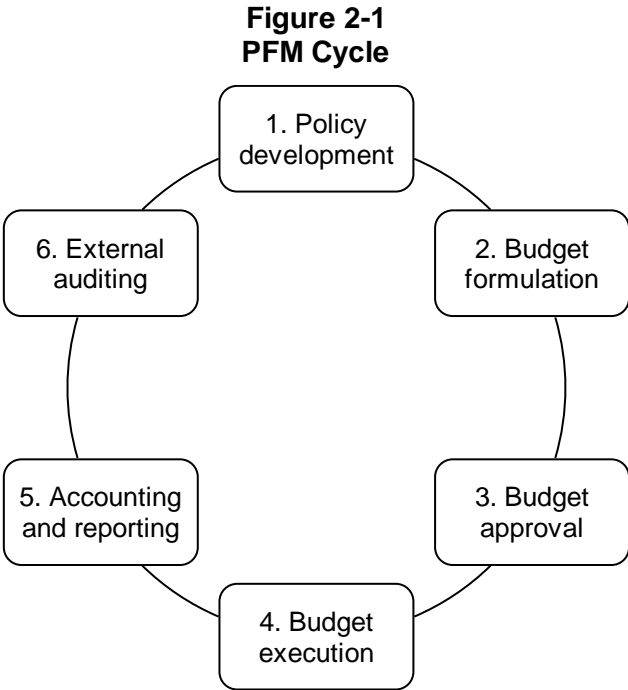 Figure 2-1
PFM Cycle
1. Policy
development
2. Budget
formulation
3. Budget
approval
4. Budget
execution
5. Accounting
and reporting
6. External
auditing